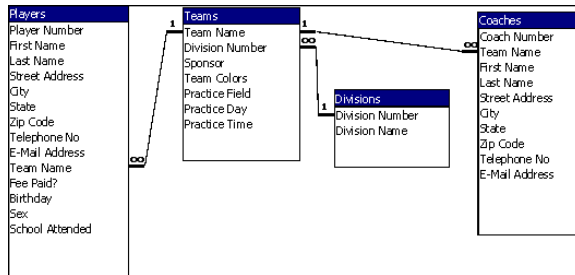 Players
Player Number
First Name
Last Name
Street Address
City
State
Zip Code
Telephone No
E-Mail Address
Team Name
Fee Paid?
Birthday
Sex
School Attended
∞
1
Teams
Team Name
Division Number
Sponsor
Team Colors
Practice Field
Practice Day
Practice Time
1
∞
1
Divisions
Division Number
Division Name
∞
Coaches
Coach Number
Team Name
First Name
Last Name
Street Address
City
State
Zip Code
Telephone No
E-Mail Address